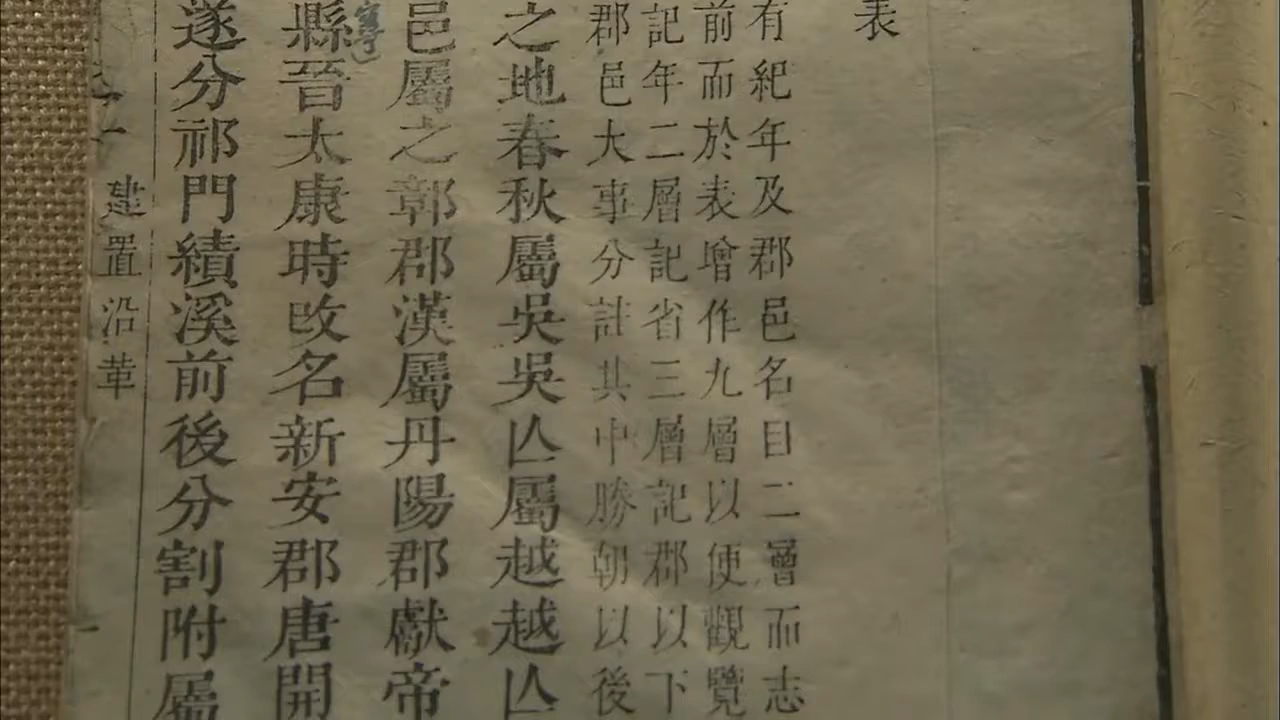 表
有紀年及郡邑名目二層而志
前而於表增作九層以便觀覽
記年二層記省三層記郡以下
郡邑大事分註其中勝朝以後
之地春秋屬吳吳亾屬越越亾
邑屬之鄣郡漢屬丹陽郡獻帝
縣晉太康時改名新安郡唐開
遂分祁門績溪前後分割附屬
建置沿革